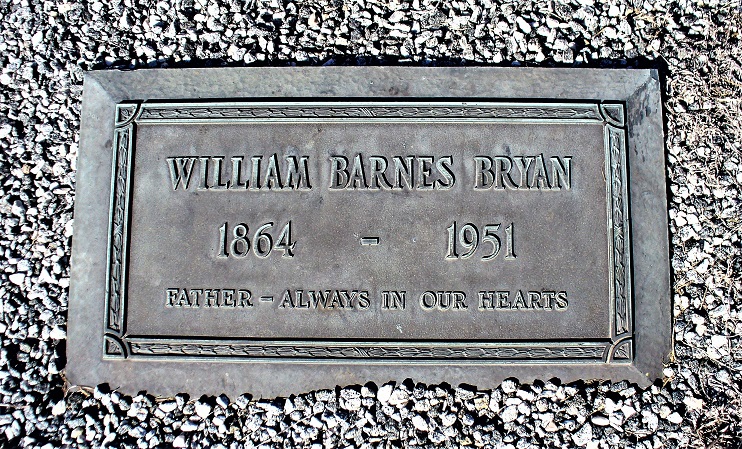 WILLIAM BARNES BRYAN
1864 - 1951
FATHER - ALWAYS IN OUR HEARTS